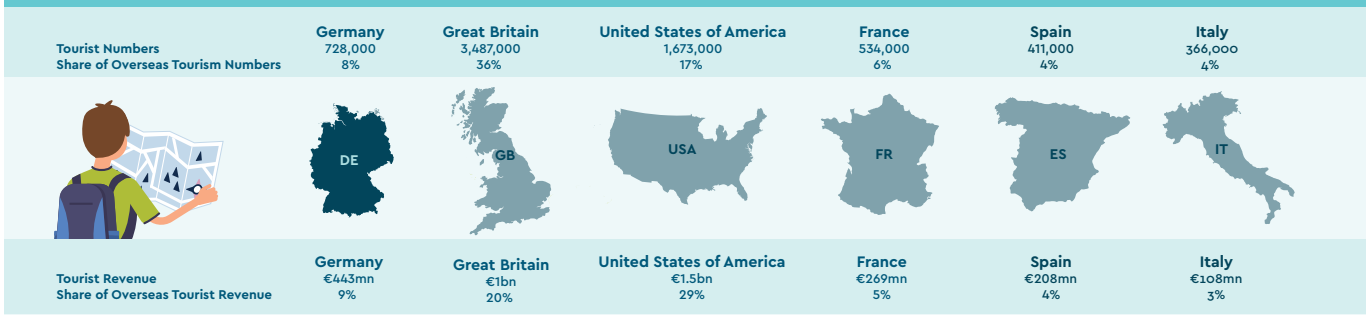 Germany Great Britain United States of America France Spain Italy
Tourist Numbers 728,000 3,487,000 1,673,000 534,000 411,000 366,000
Share of Overseas Tourism Numbers 8% 36% 17% 6% 4% 4%
DE GB USA FR ES IT
Germany Great Britain United States of America France Spain Italy
Tourist Revenue €443mn €1bn €1.5bn €269mn €208mn €108mn
Share of Overseas Tourist Revenue 9% 20% 29% 5% 4% 3%